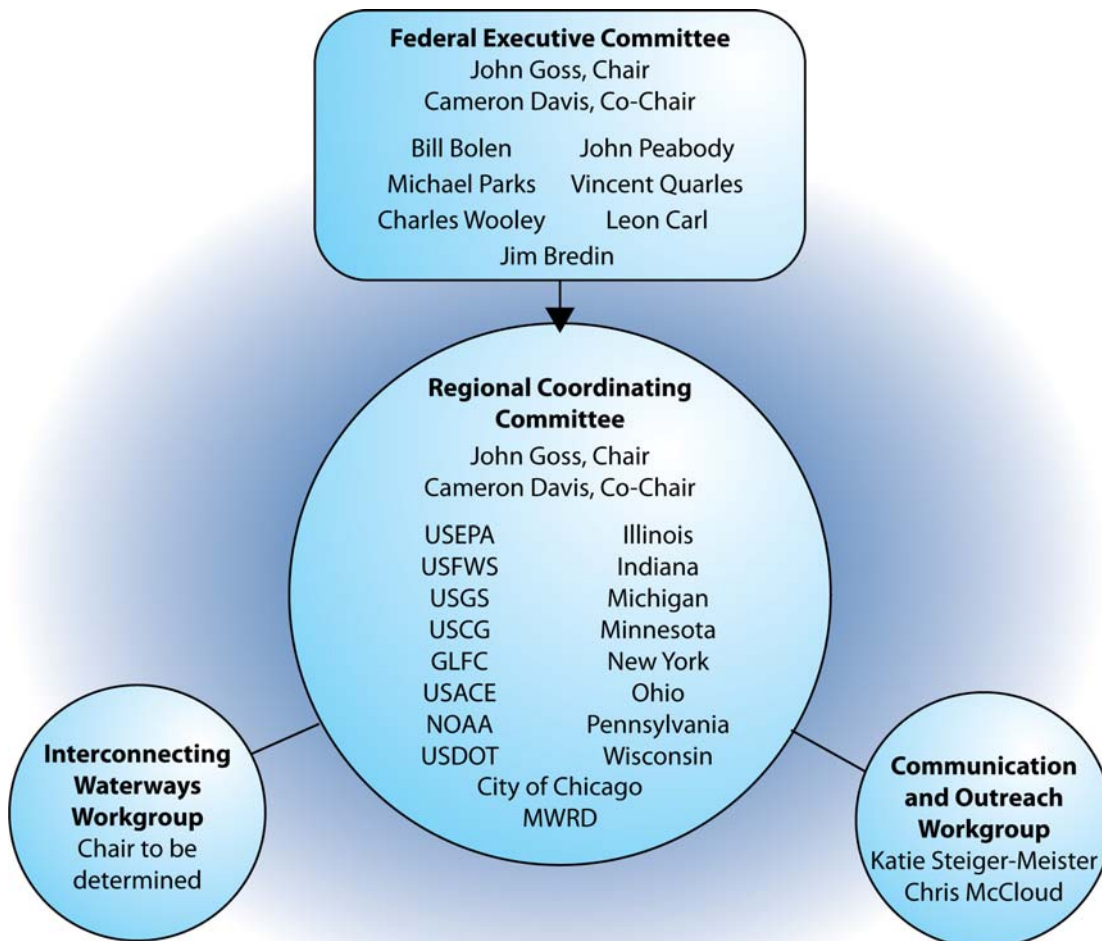 Federal Executive Committee
John Goss, Chair
Cameron Davis, Co-Chair
Bill Bolen John Peabody
Michael Parks Vincent Quarles
Charles Wooley Leon Carl
Jim Bredin
Regional Coordinating
Committee
John Goss, Chair
Cameron Davis, Co-Chair
USEPA Illinois
USFWS Indiana
USGS Michigan
USCG Minnesota
GLFC New York
USACE Ohio
NOAA Pennsylvania
USDOT Wisconsin
City of Chicago
MWRD
Interconnecting
Waterways
Workgroup
Chair to be
determined
Communication
and Outreach
Workgroup
Katie Steiger-Meister
Chris McCloud